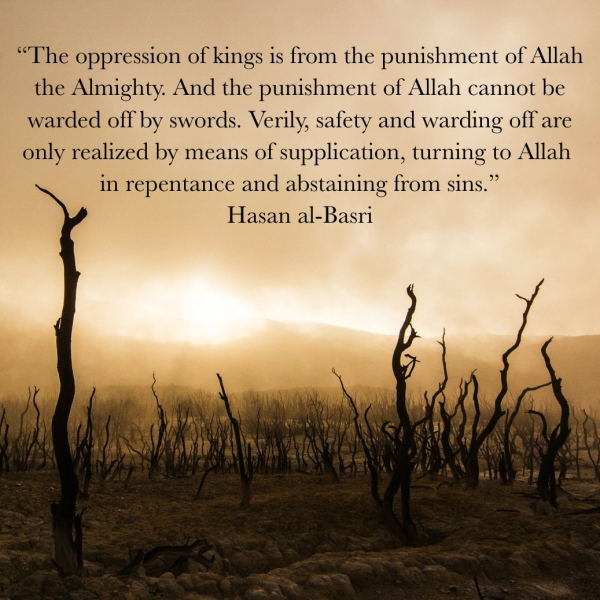 “The oppression of kings is from the punishment of Allah
the Almighty. And the punishment of Allah cannot be
warded off by swords. Verily, safety and warding off are
only realized by means of supplication, turning to Allah
in repentance and abstaining from sins.”
Hasan al-Basri